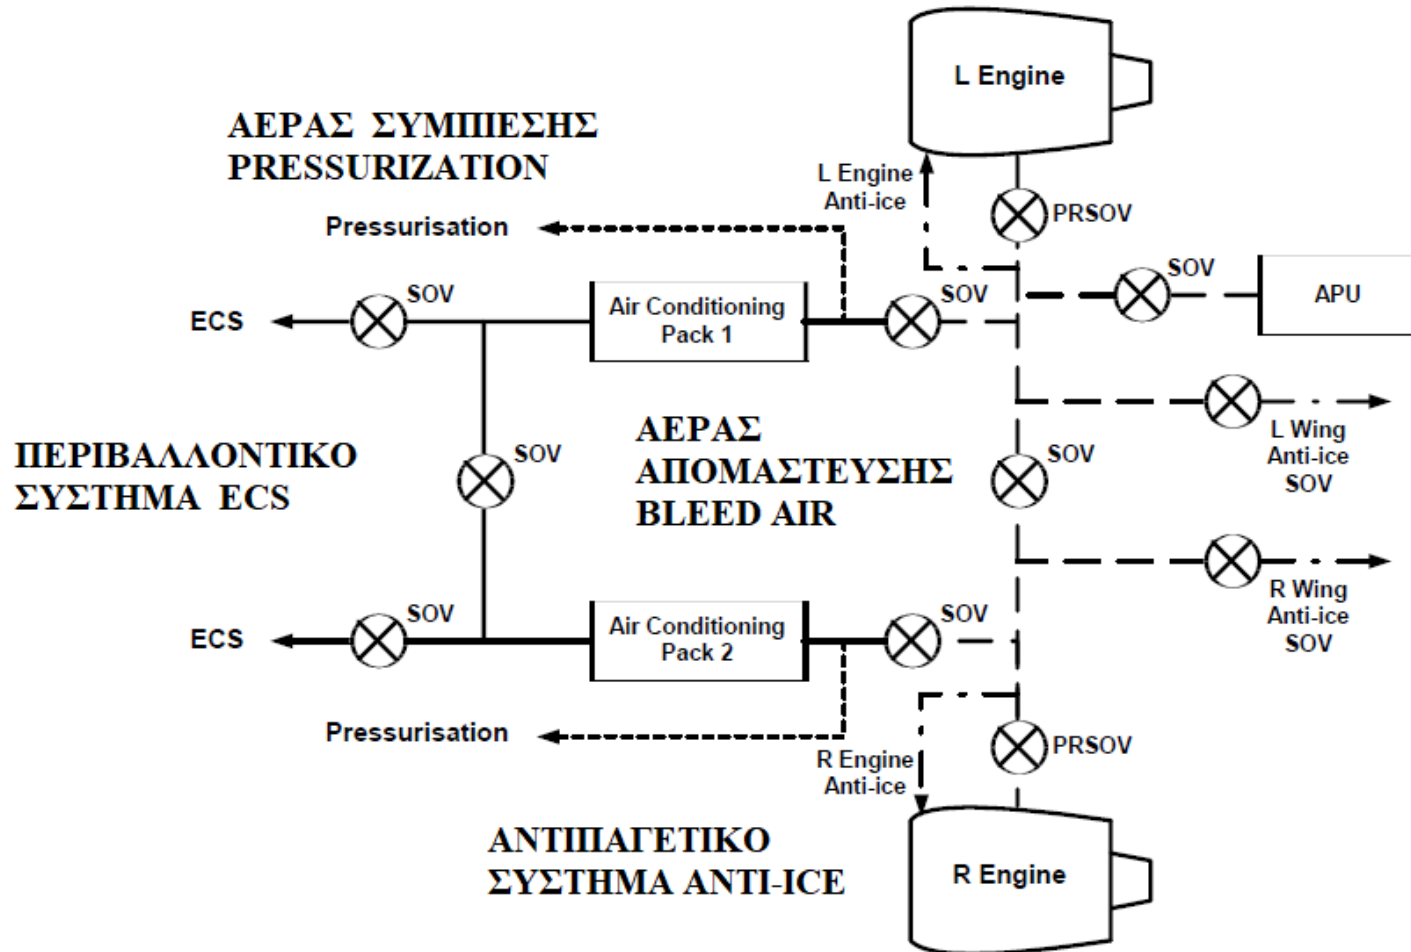 L Engine
ΑΕΡΑΣ ΣΥΜΠΙΕΣΗΣ
PRESSURIZATION
L Engine
Anti-ice
PRSOV
Pressurisation
SOV
APU
ECS
SOV
Air Conditioning
Pack 1
SOV
L Wing
Anti-ice
SOV
ΠΕΡΙΒΑΛΛΟΝΤΙΚΟ
ΣΥΣΤΗΜΑ ECS
SOV
ΑΕΡΑΣ
ΑΠΟΜΑΣΤΕΥΣΗΣ
BLEED AIR
SOV
R Wing
Anti-ice
SOV
ECS
SOV
Air Conditioning
Pack 2
SOV
Pressurisation
R Engine
Anti-ice
PRSOV
ΑΝΤΙΠΑΓΕΤΙΚΟ
ΣΥΣΤΗΜΑ ANTI-ICE
R Engine